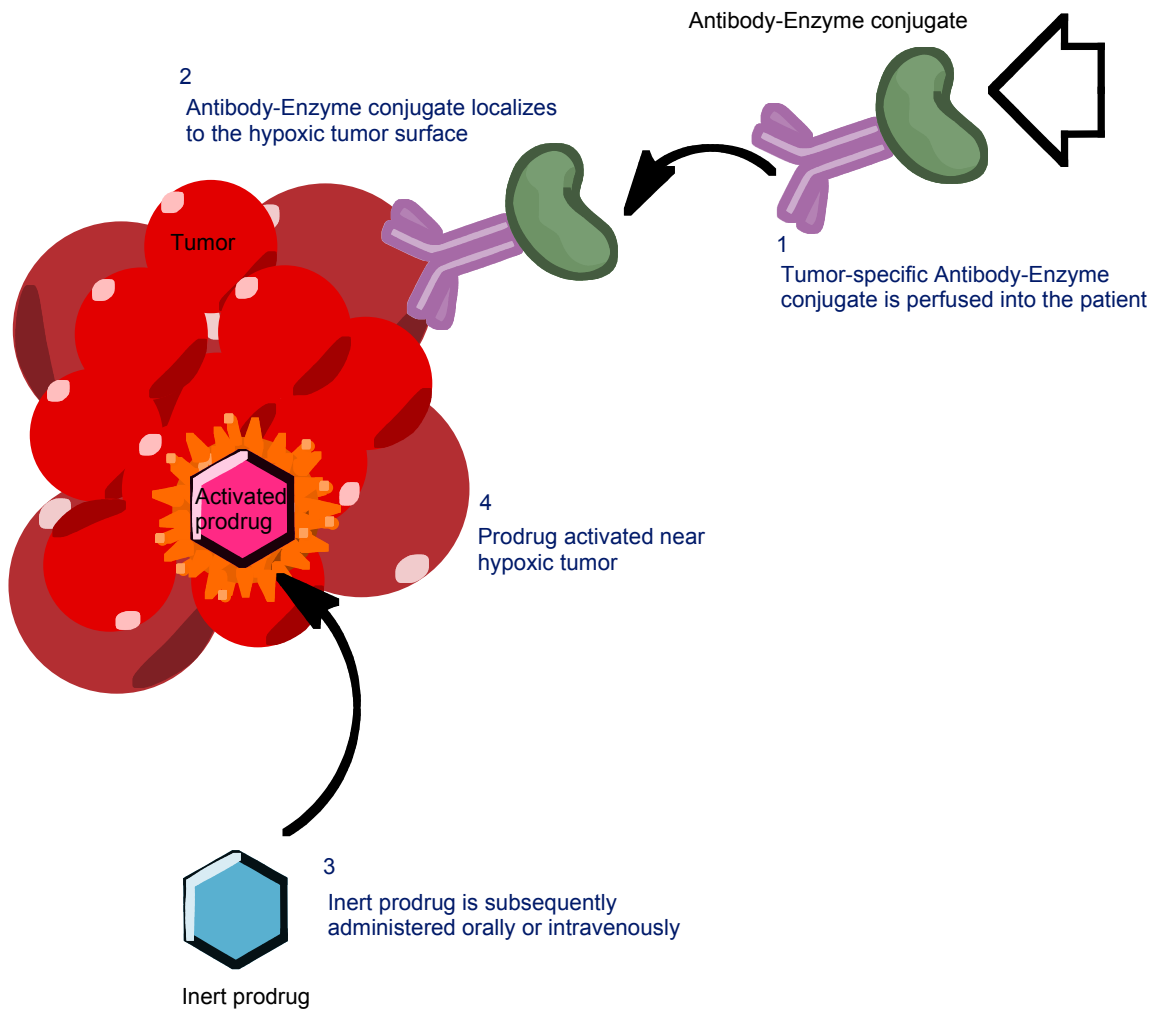 Antibody-Enzyme conjugate
2
Antibody-Enzyme conjugate localizes
to the hypoxic tumor surface
Tumor
1
Tumor-specific Antibody-Enzyme
conjugate is perfused into the patient
Activated
prodrug
4
Prodrug activated near
hypoxic tumor
3
Inert prodrug is subsequently
administered orally or intravenously
Inert prodrug